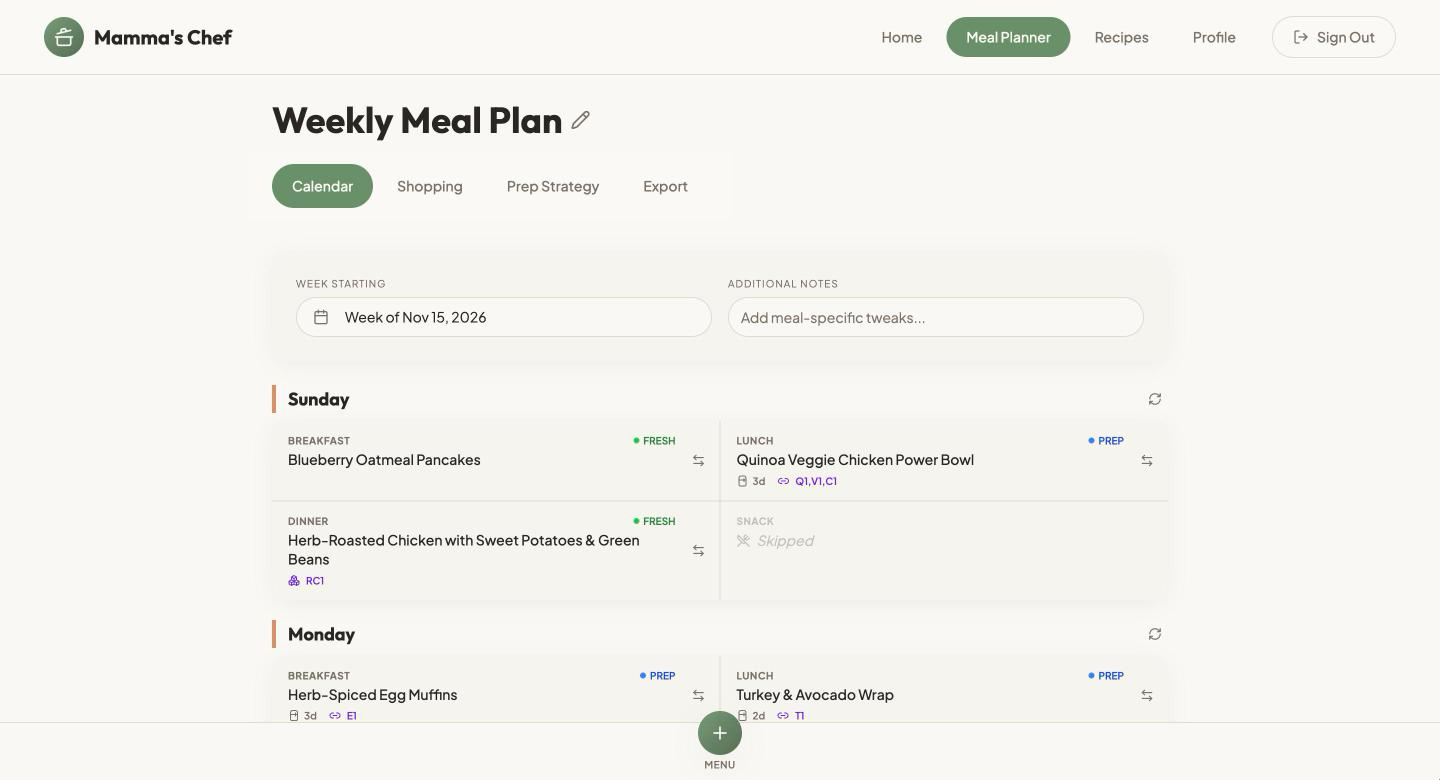 Mamma's Chef
Home
Meal Planner
Recipes
Profile
Sign Out
Weekly Meal Plan
Calendar
Shopping
Prep Strategy
Export
WEEK STARTING
ADDITIONAL NOTES
Week of Nov 15, 2026
Add meal-specific tweaks...
Sunday
BREAKFAST
FRESH
Blueberry Oatmeal Pancakes
LUNCH
PREP
Quinoa Veggie Chicken Power Bowl
3d
Q1,V1,C1
DINNER
FRESH
Herb-Roasted Chicken with Sweet Potatoes & Green
Beans
RC1
SNACK
Skipped
Monday
BREAKFAST
PREP
Herb-Spiced Egg Muffins
3d
E1
LUNCH
PREP
Turkey & Avocado Wrap
2d
T1
MENU